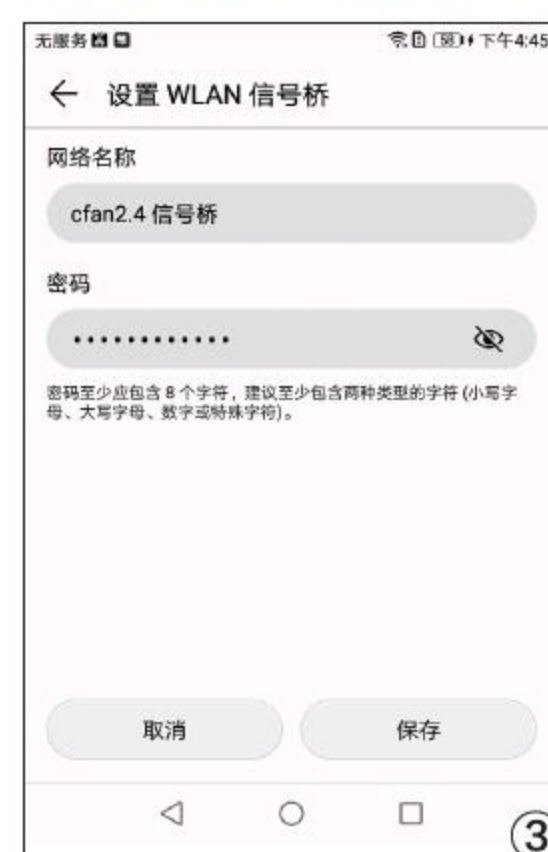 无服务 58 下午4:45
设置 WLAN 信号桥
网络名称
cfan2.4 信号桥
密码
••••••••••••
密码至少应包含 8 个字符，建议至少包含两种类型的字符 (小写字
母、大写字母、数字或特殊字符)。
取消 保存
③